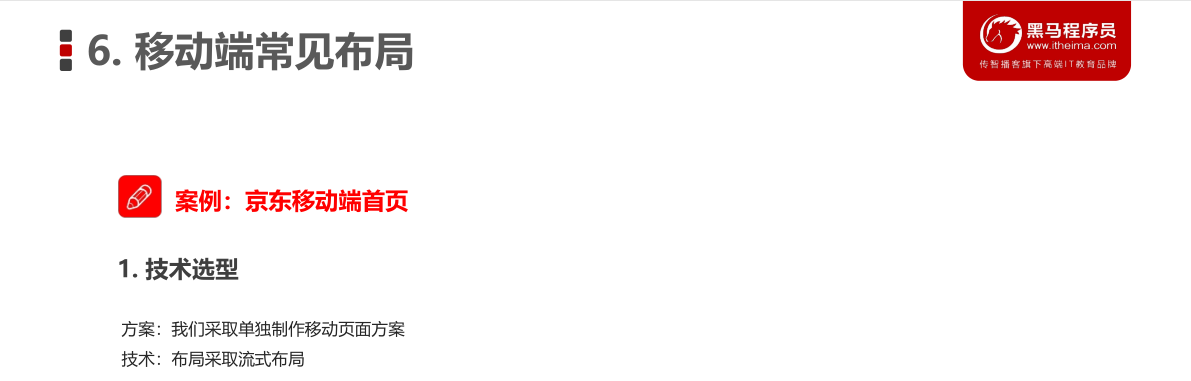 6. 移动端常见布局
黑马程序员
www.itheima.com
传智播客旗下高端IT教育品牌
案例：京东移动端首页
1. 技术选型
方案：我们采取单独制作移动页面方案
技术：布局采取流式布局